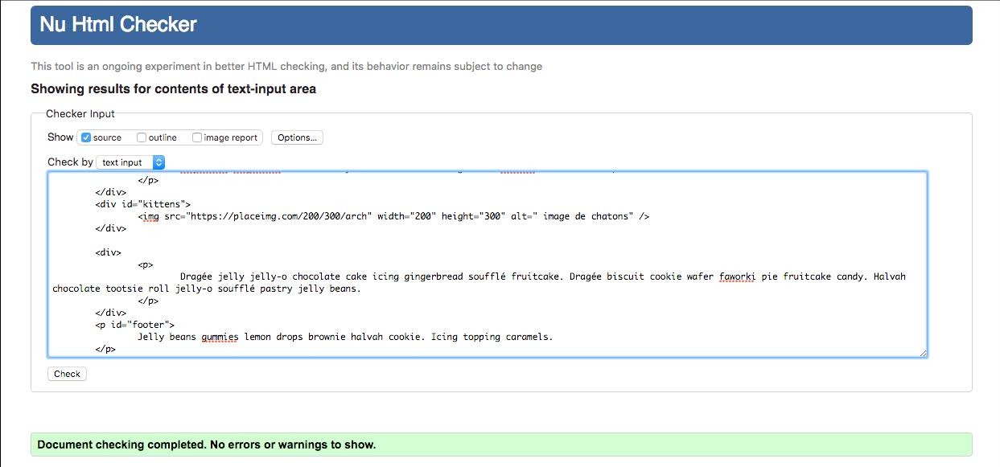 Nu Html Checker
This tool is an ongoing experiment in better HTML checking, and its behavior remains subject to change
Showing results for contents of text-input area
Checker Input
Show source outline image report Options...
Check by text input
</p>
</div>
<div id="kittens">
<img src="https://placeimg.com/200/300/arch" width="200" height="300" alt=" image de chatons" />
</div>
<div>
<p>
Dragée jelly jelly-o chocolate cake icing gingerbread soufflé fruitcake. Dragée biscuit cookie wafer faworki pie fruitcake candy. Halvah
chocolate tootsie roll jelly-o soufflé pastry jelly beans.
</p>
</div>
<p id="footer">
Jelly beans gummies lemon drops brownie halvah cookie. Icing topping caramels.
</p>
Check
Document checking completed. No errors or warnings to show.